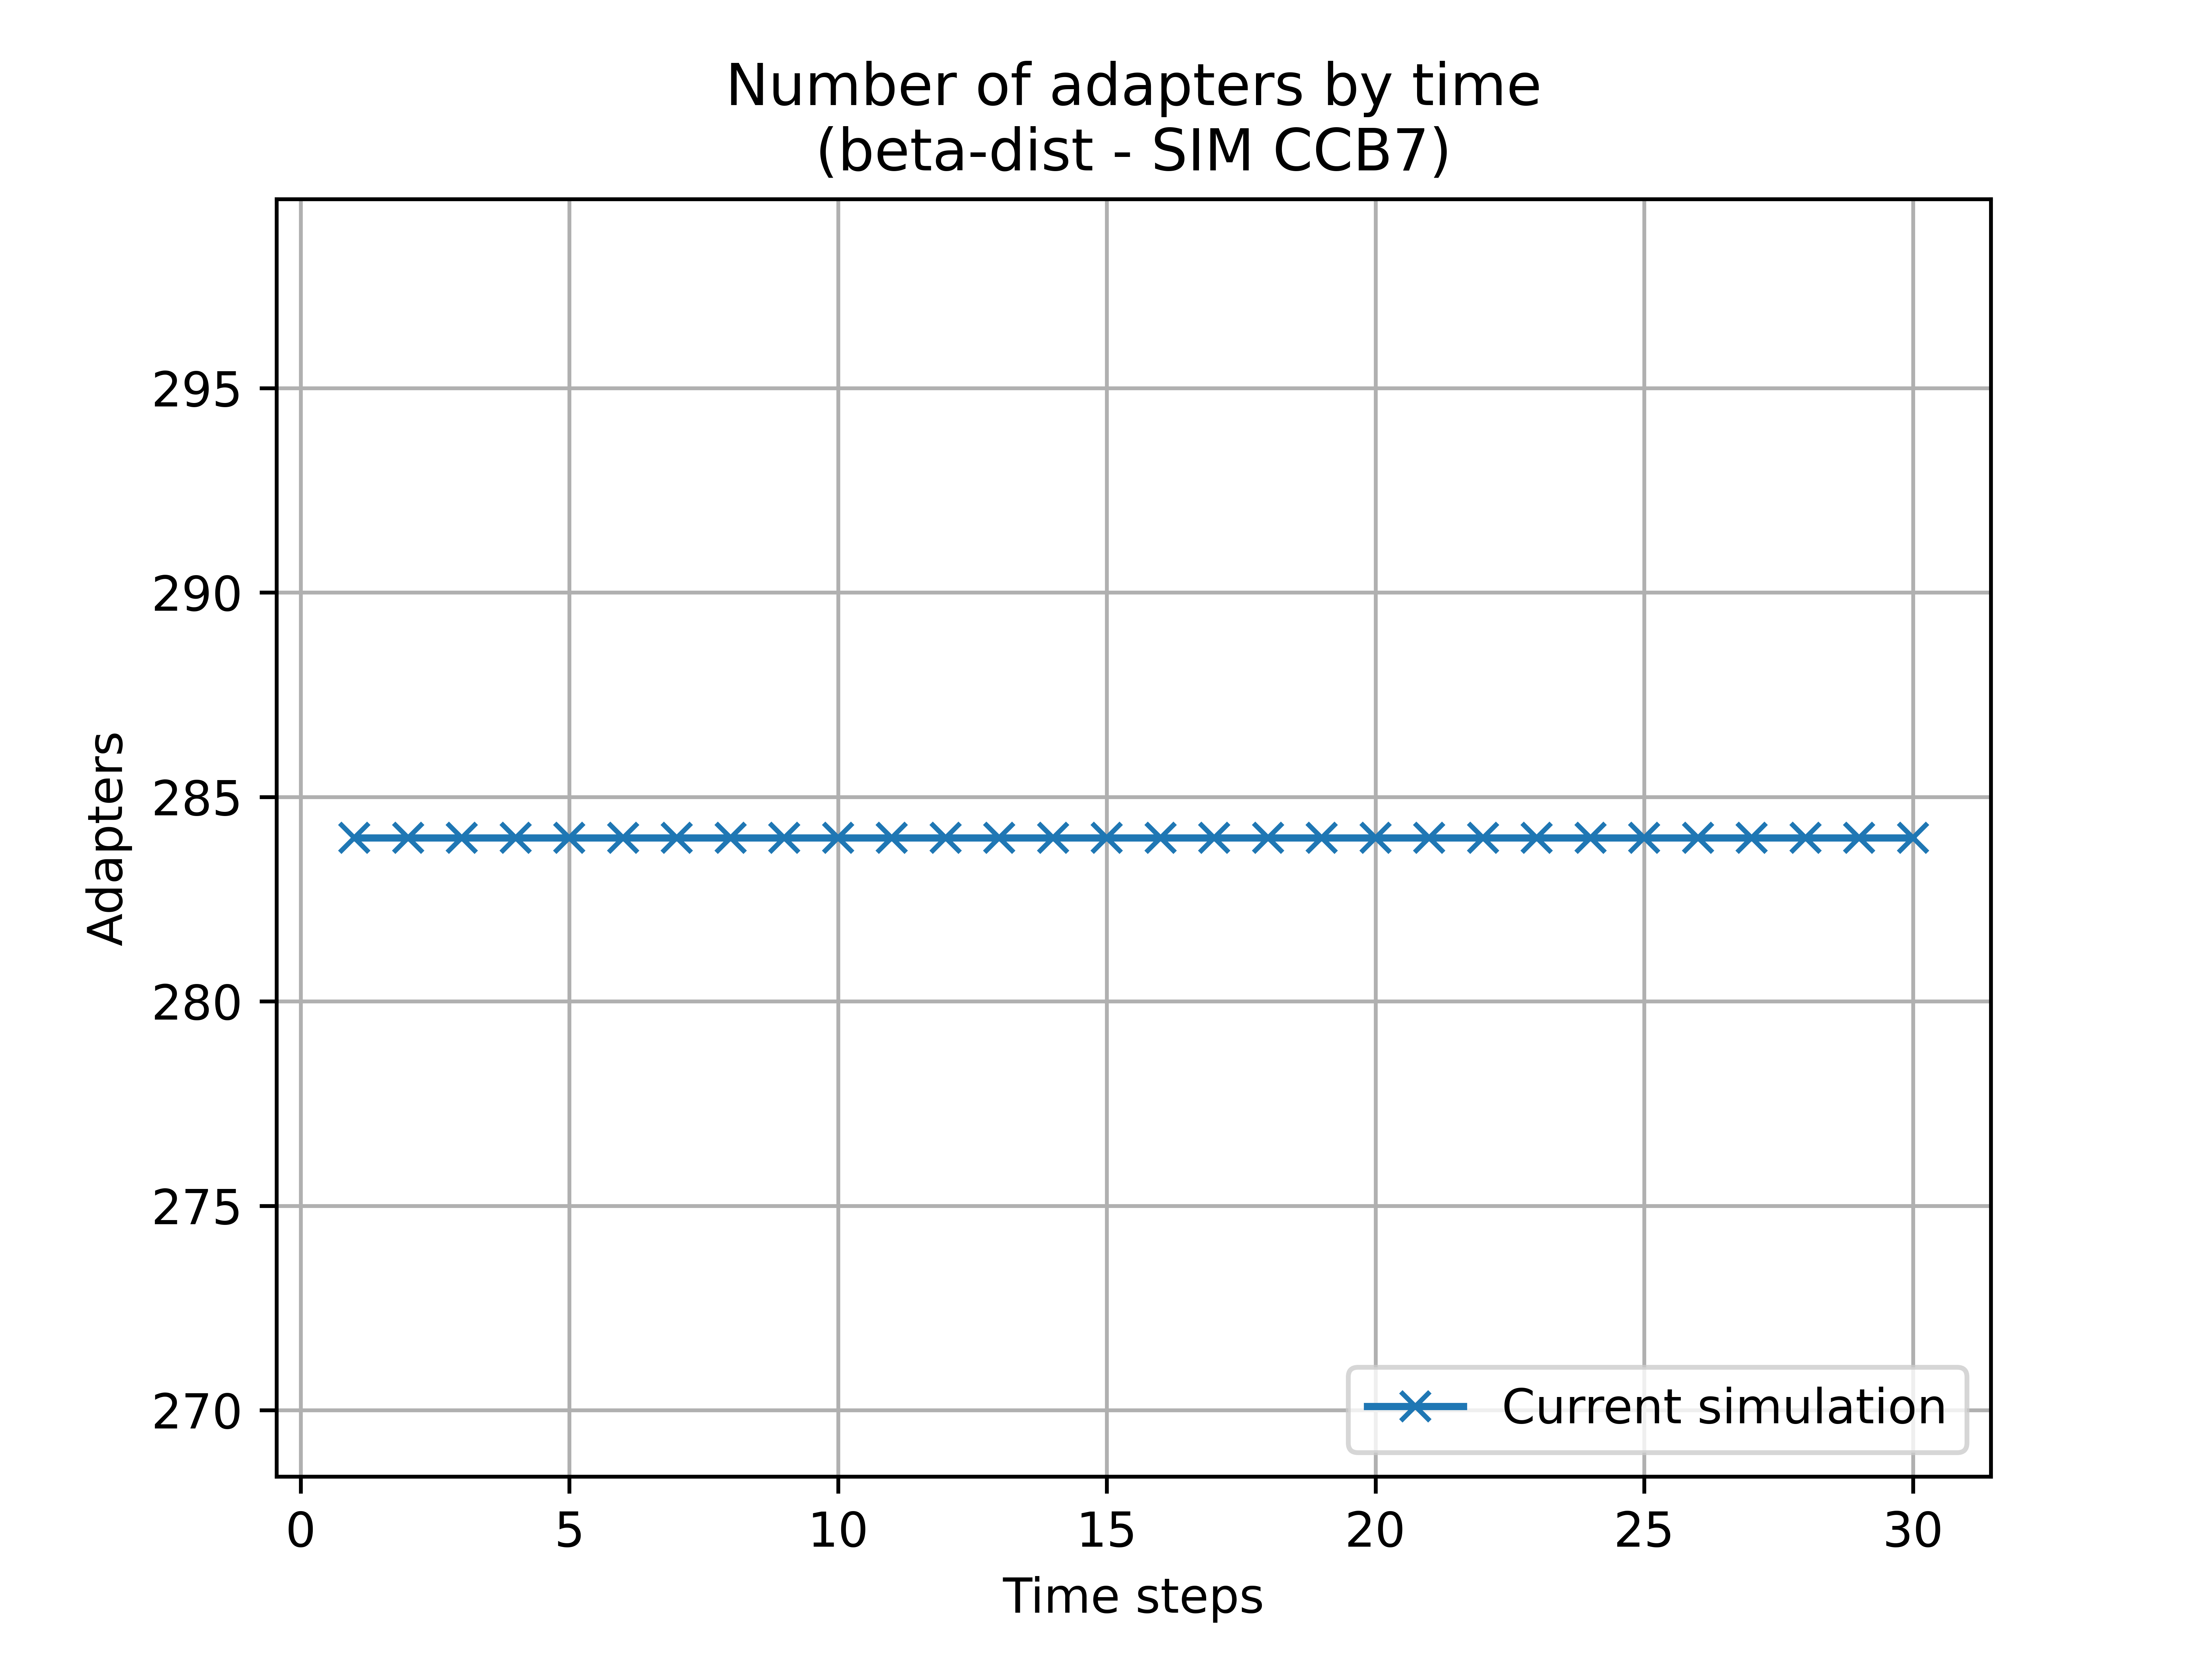 Number of adapters by time
(beta-dist - SIM CCB7)
Adapters
295
290
285
280
275
270
Current simulation
0 5 10 15 20 25 30
Time steps